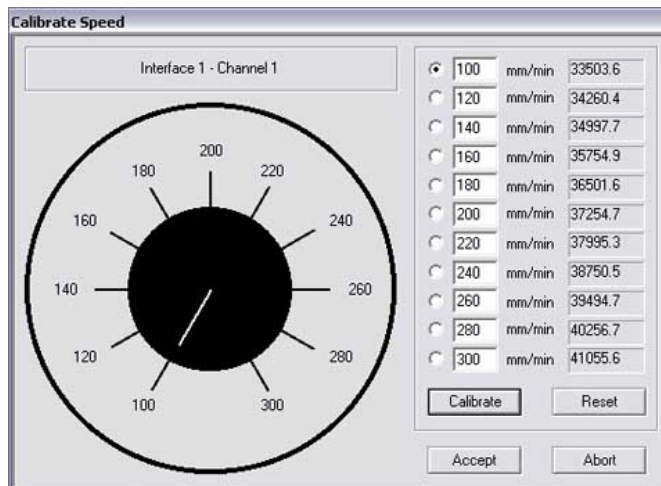 Calibrate Speed
Interface 1 - Channel 1
200
180
220
160
240
140
260
120
280
100
300
100 mm/min 33503.6
120 mm/min 34260.4
140 mm/min 34997.7
160 mm/min 35754.9
180 mm/min 36501.6
200 mm/min 37254.7
220 mm/min 37995.3
240 mm/min 38750.5
260 mm/min 39494.7
280 mm/min 40256.7
300 mm/min 41055.6
Calibrate Reset
Accept Abort